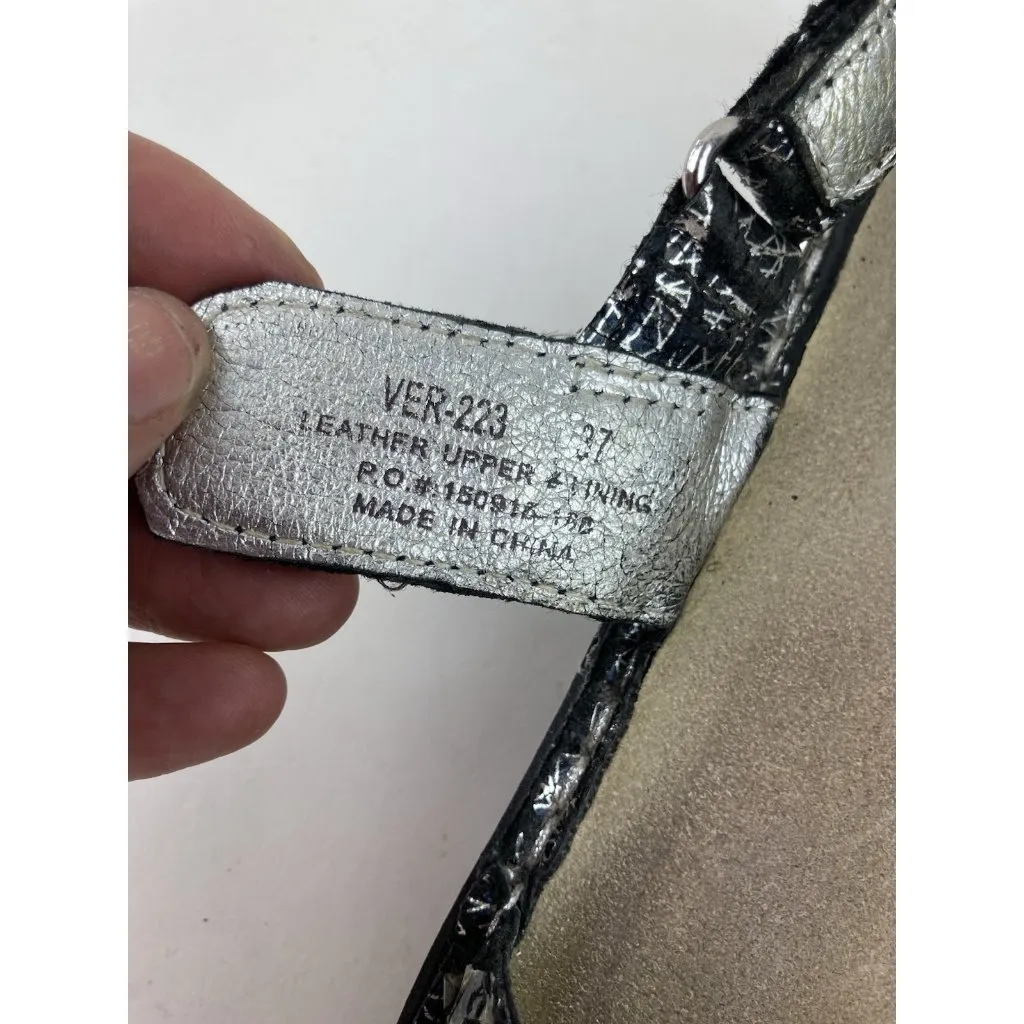 VER-223 37
LEATHER UPPER & LINING
P.O.#:
MADE IN CHINA